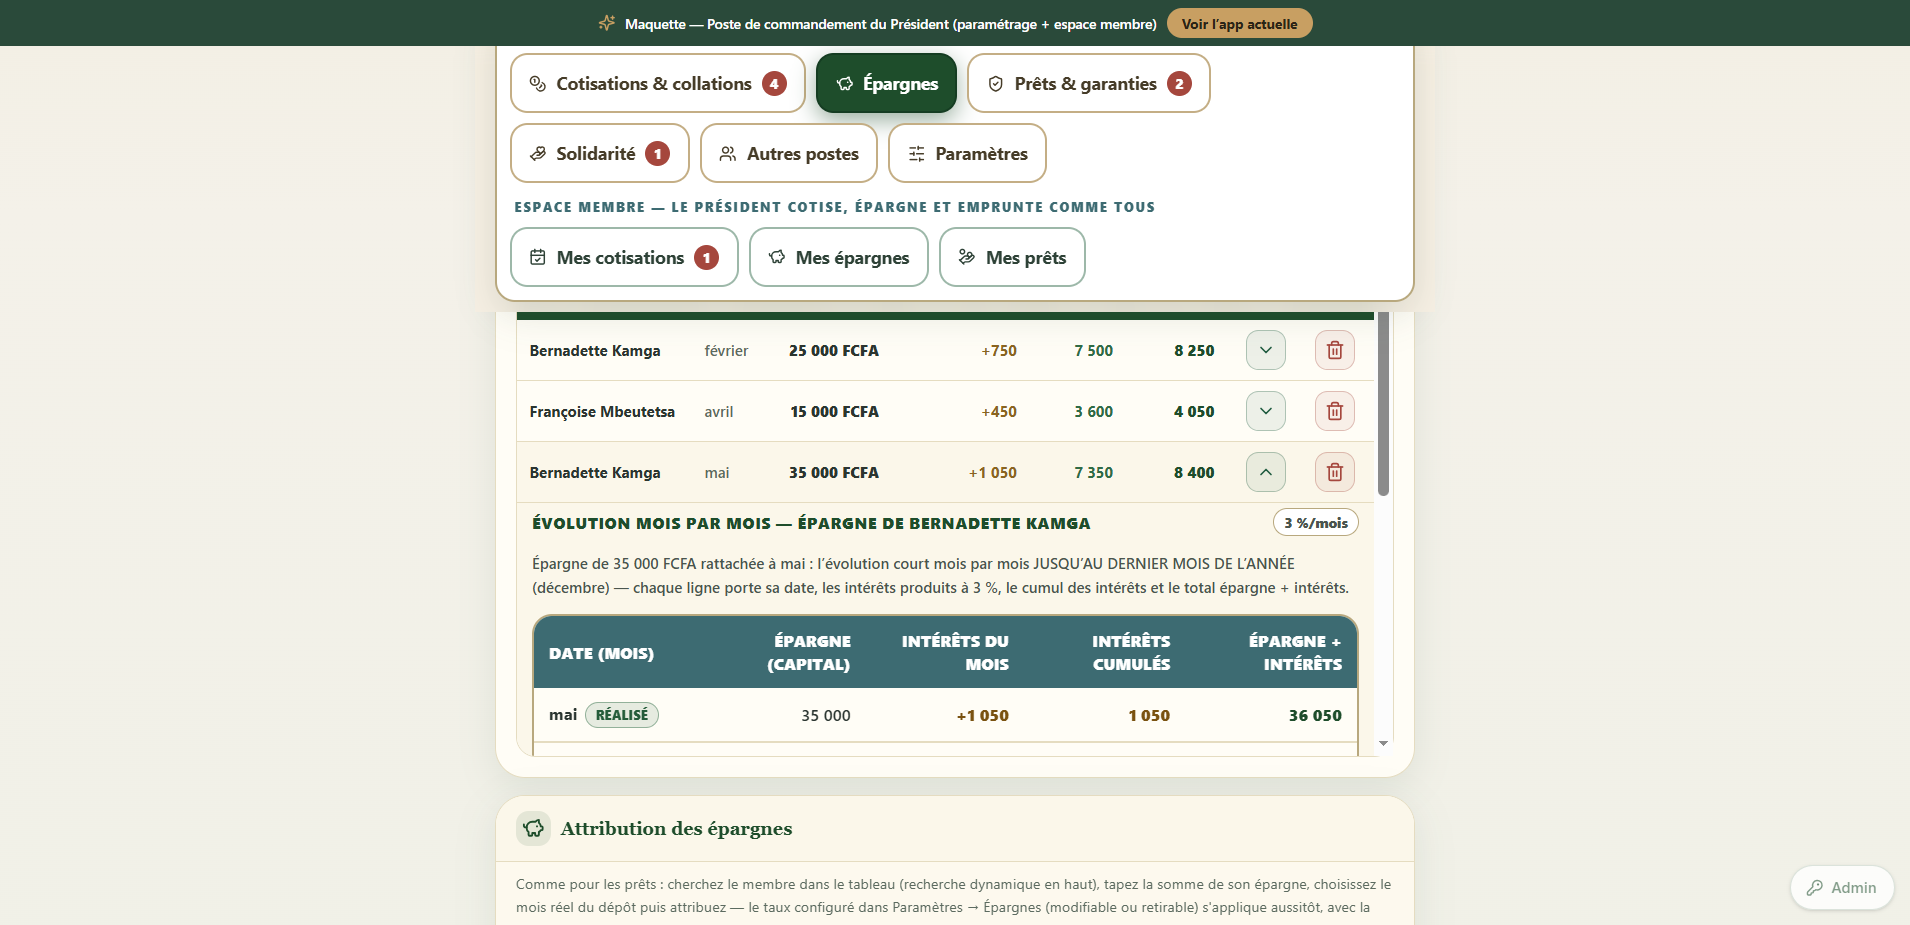 Maquette — Poste de commandement du Président (paramétrage + espace membre) Voir l’app actuelle
Cotisations & collations 4 Épargnes Prêts & garanties 2
Solidarité 1 Autres postes Paramètres
ESPACE MEMBRE — LE PRÉSIDENT COTISE, ÉPARGNE ET EMPRUNTE COMME TOUS
Mes cotisations 1 Mes épargnes Mes prêts
Bernadette Kamga février 25 000 FCFA +750 7 500 8 250
Françoise Mbeutetsa avril 15 000 FCFA +450 3 600 4 050
Bernadette Kamga mai 35 000 FCFA +1 050 7 350 8 400
ÉVOLUTION MOIS PAR MOIS — ÉPARGNE DE BERNADETTE KAMGA 3 %/mois
Épargne de 35 000 FCFA rattachée à mai : l’évolution court mois par mois JUSQU’AU DERNIER MOIS DE L’ANNÉE
(décembre) — chaque ligne porte sa date, les intérêts produits à 3 %, le cumul des intérêts et le total épargne + intérêts.
DATE (MOIS) ÉPARGNE (CAPITAL) INTÉRÊTS DU MOIS INTÉRÊTS CUMULÉS ÉPARGNE + INTÉRÊTS
mai RÉALISÉ 35 000 +1 050 1 050 36 050
Attribution des épargnes
Comme pour les prêts : cherchez le membre dans le tableau (recherche dynamique en haut), tapez la somme de son épargne, choisissez le
mois réel du dépôt puis attribuez — le taux configuré dans Paramètres → Épargnes (modifiable ou retirable) s'applique aussitôt, avec la
Admin